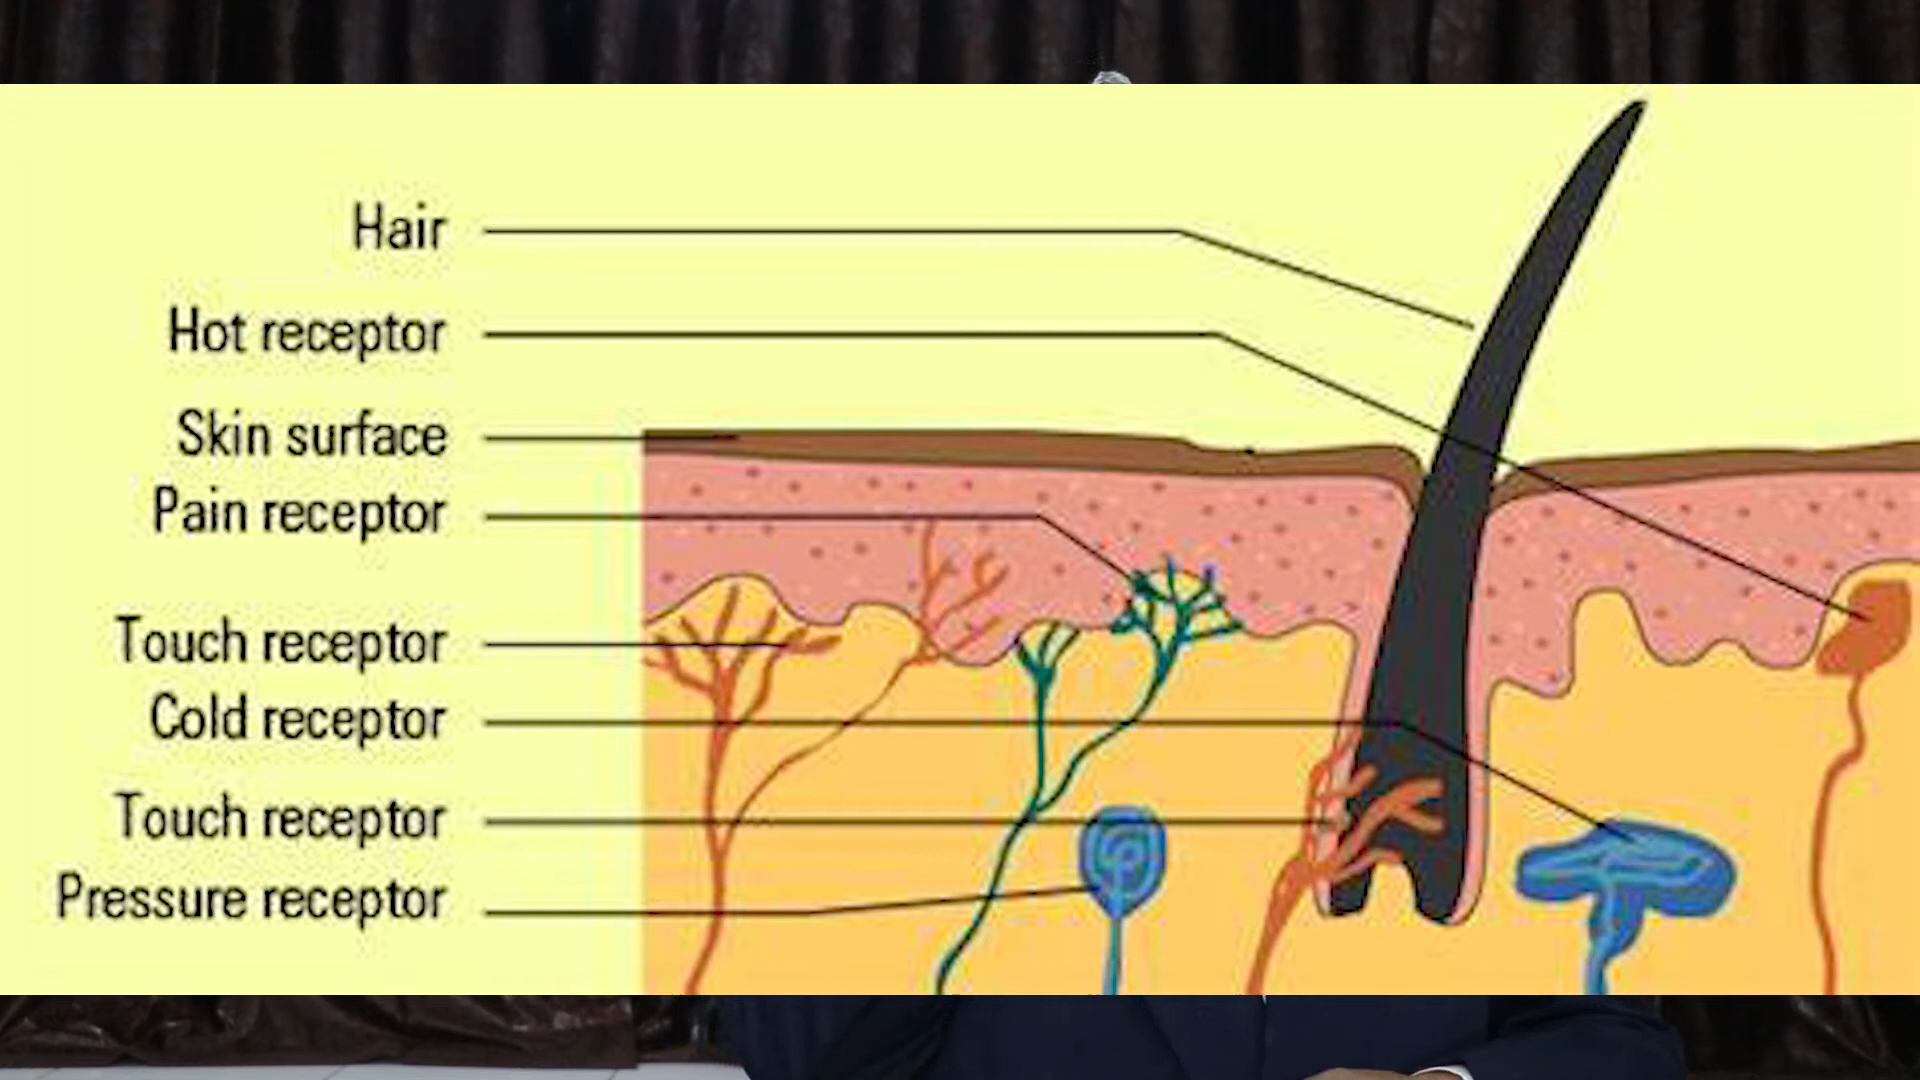 Hair
Hot receptor
Skin surface
Pain receptor
Touch receptor
Cold receptor
Touch receptor
Pressure receptor